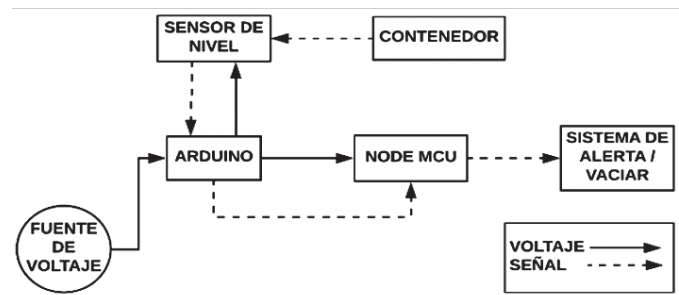 SENSOR DE
NIVEL
CONTENEDOR
ARDUINO
NODE MCU
SISTEMA DE
ALERTA /
VACIAR
FUENTE
DE
VOLTAJE
VOLTAJE
SEÑAL